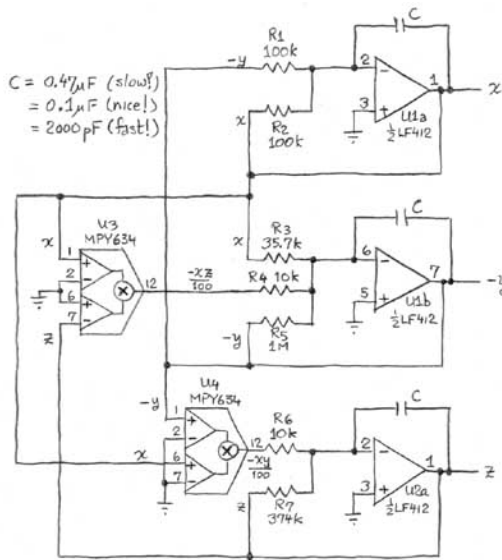 C = 0.47µF (slow!)
= 0.1µF (nice!)
= 2000pF (fast!)
-y
R1
100k
x
R2
100k
C
2
-
3
+
1
U1a
½LF412
x
U3
MPY634
x
1
+
2
-
6
+
7
-
z
12
-xz/100
x
R3
35.7k
R4 10k
-y
R5
1M
C
6
-
5
+
7
U1b
½LF412
-y
-y
U4
MPY634
1
+
2
-
x
6
+
7
-
12
-xy/100
R6
10k
z
R7
374k
C
2
-
3
+
1
U2a
½LF412
z